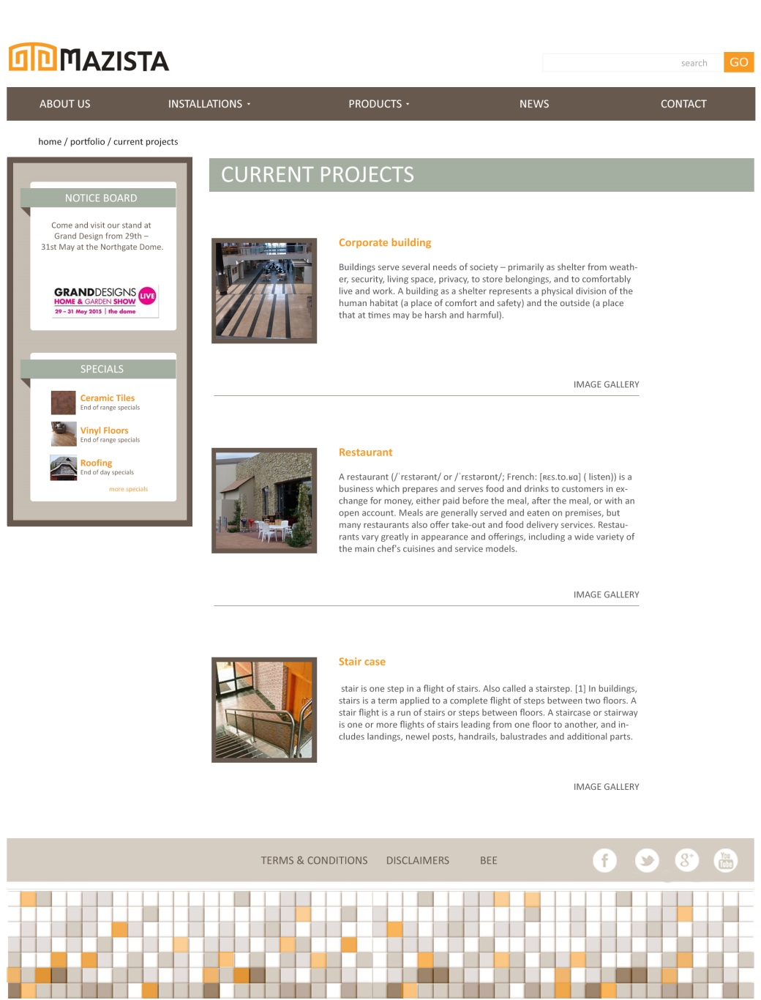 MAZISTA
search
GO
ABOUT US
INSTALLATIONS
PRODUCTS
NEWS
CONTACT
home / portfolio / current projects
NOTICE BOARD
Come and visit our stand at
Grand Design from 29th –
31st May at the Northgate Dome.
GRANDDESIGNS
HOME & GARDEN SHOW LIVE
29 – 31 May 2015 | the dome
SPECIALS
Ceramic Tiles
End of range specials
Vinyl Floors
End of range specials
Roofing
End of day specials
more specials
CURRENT PROJECTS
Corporate building
Buildings serve several needs of society – primarily as shelter from weath-
er, security, living space, privacy, to store belongings, and to comfortably
live and work. A building as a shelter represents a physical division of the
human habitat (a place of comfort and safety) and the outside (a place
that at times may be harsh and harmful).
IMAGE GALLERY
Restaurant
A restaurant (/ˈrɛstərənt/ or /ˈrɛstərɒnt/; French: [ʀɛs.to.ʁɑ] ( listen)) is a
business which prepares and serves food and drinks to customers in ex-
change for money, either paid before the meal, after the meal, or with an
open account. Meals are generally served and eaten on premises, but
many restaurants also offer take-out and food delivery services. Restau-
rants vary greatly in appearance and offerings, including a wide variety of
the main chef's cuisines and service models.
IMAGE GALLERY
Stair case
stair is one step in a flight of stairs. Also called a stairstep. [1] In buildings,
stairs is a term applied to a complete flight of steps between two floors. A
stair flight is a run of stairs or steps between floors. A staircase or stairway
is one or more flights of stairs leading from one floor to another, and in-
cludes landings, newel posts, handrails, balustrades and additional parts.
IMAGE GALLERY
TERMS & CONDITIONS
DISCLAIMERS
BEE
f
g+
You
Tube